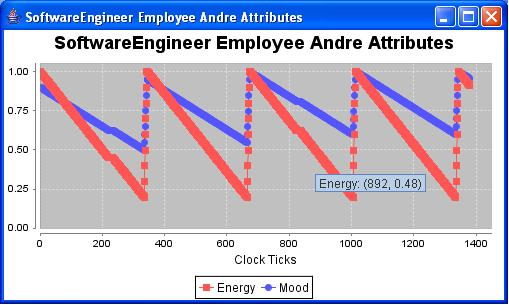 SoftwareEngineer Employee Andre Attributes
SoftwareEngineer Employee Andre Attributes
1.00
0.75
0.50
0.25
0.00
Energy: (892, 0.48)
0 200 400 600 800 1000 1200 1400
Clock Ticks
Energy Mood